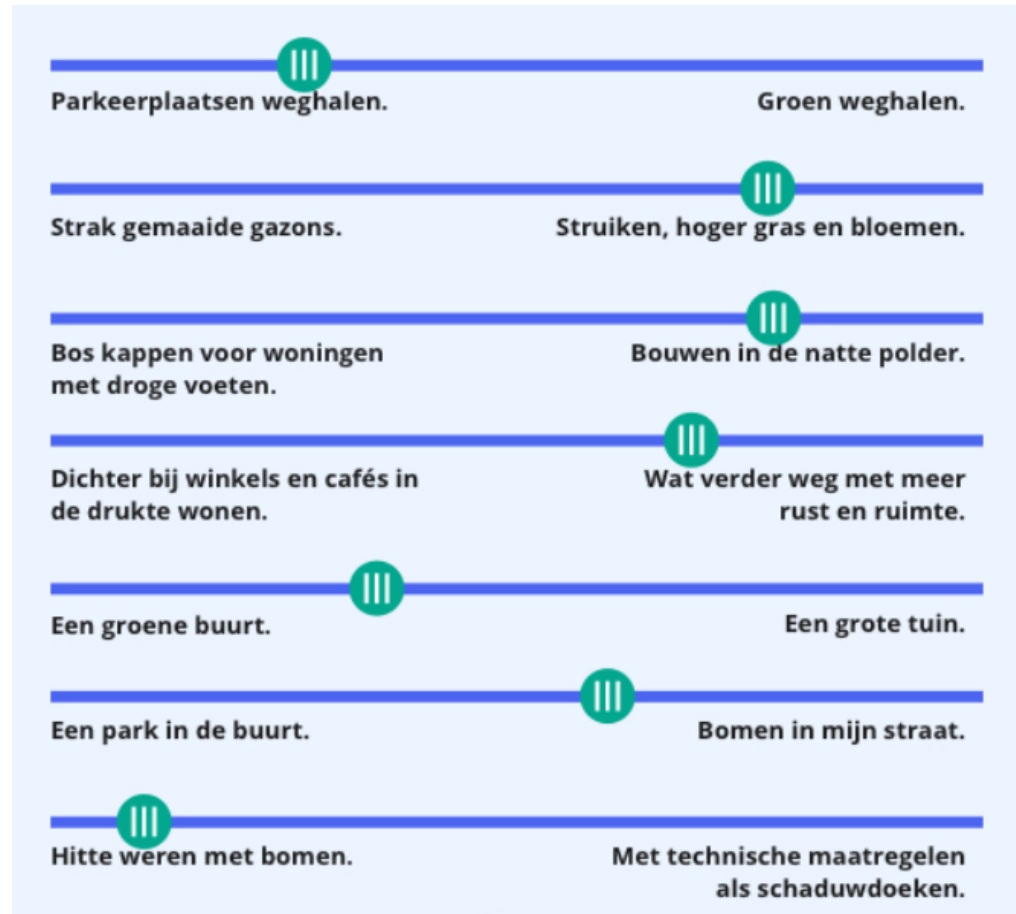 Parkeerplaatsen weghalen.
Groen weghalen.
Strak gemaaide gazons.
Struiken, hoger gras en bloemen.
Bos kappen voor woningen
met droge voeten.
Bouwen in de natte polder.
Dichter bij winkels en cafés in
de drukte wonen.
Wat verder weg met meer
rust en ruimte.
Een groene buurt.
Een grote tuin.
Een park in de buurt.
Bomen in mijn straat.
Hitte weren met bomen.
Met technische maatregelen
als schaduwdoeken.